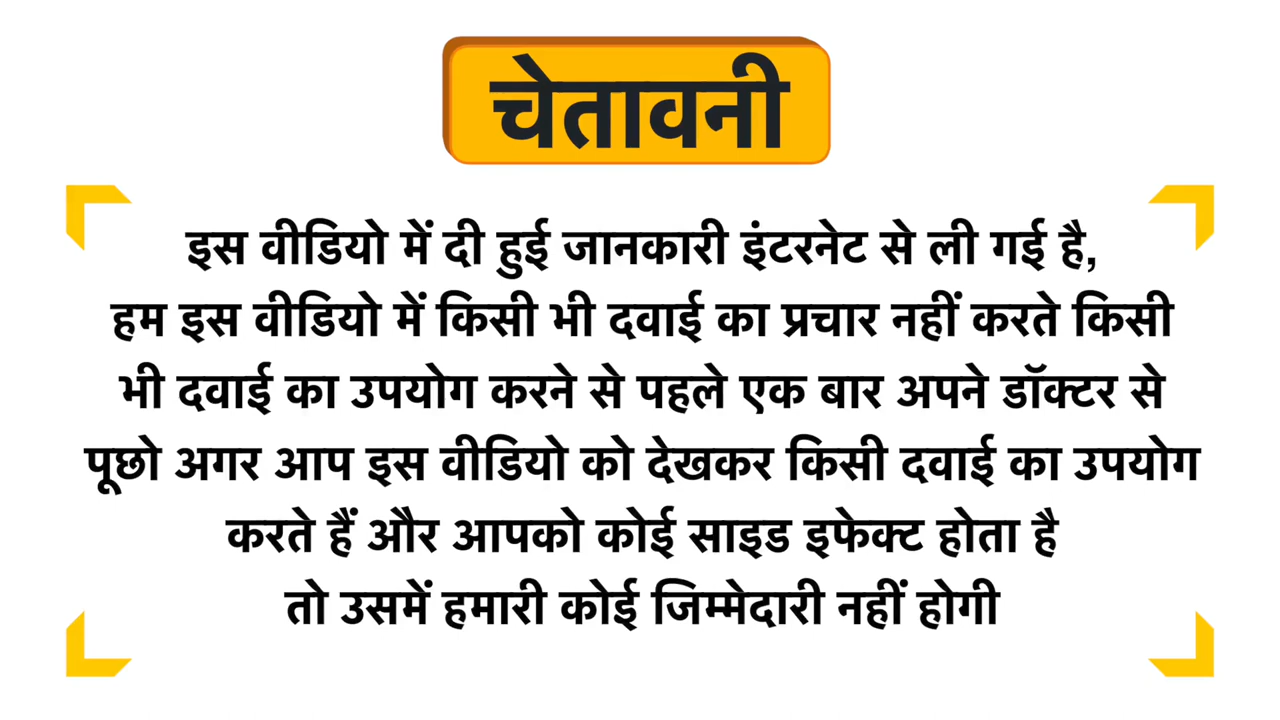 चेतावनी
इस वीडियो में दी हुई जानकारी इंटरनेट से ली गई है,
हम इस वीडियो में किसी भी दवाई का प्रचार नहीं करते किसी
भी दवाई का उपयोग करने से पहले एक बार अपने डॉक्टर से
पूछो अगर आप इस वीडियो को देखकर किसी दवाई का उपयोग
करते हैं और आपको कोई साइड इफेक्ट होता है
तो उसमें हमारी कोई जिम्मेदारी नहीं होगी